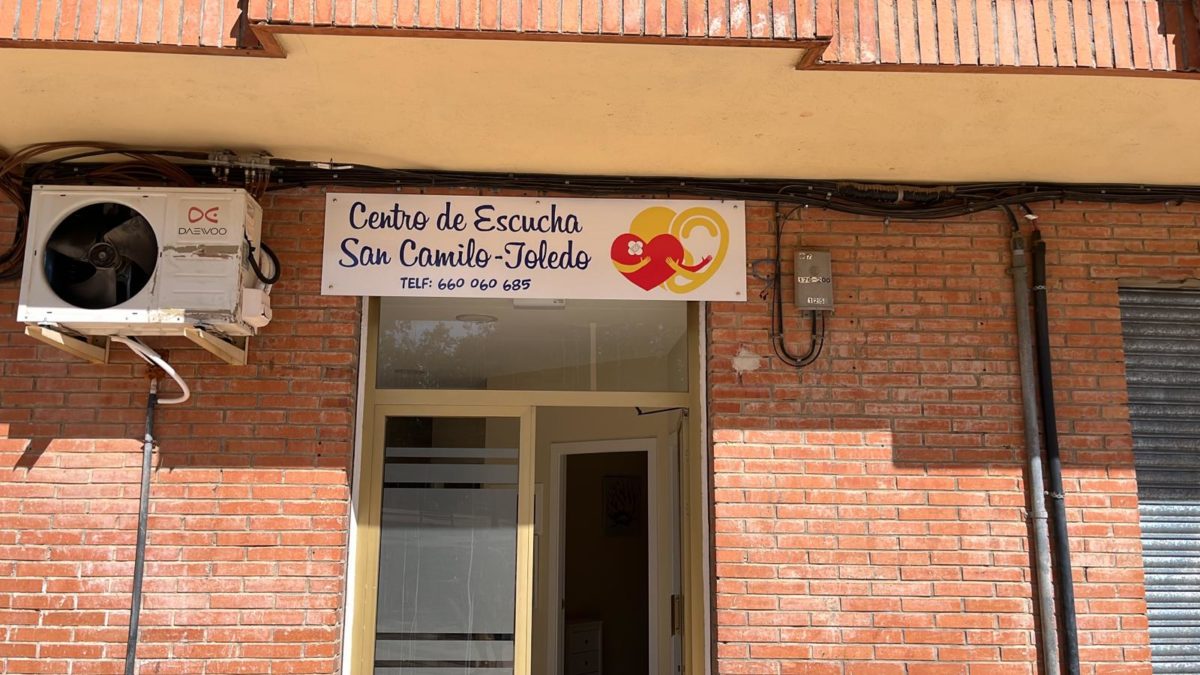 DAEWOO
Centro de Escucha
San Camilo-Toledo
TELF: 660 060 685